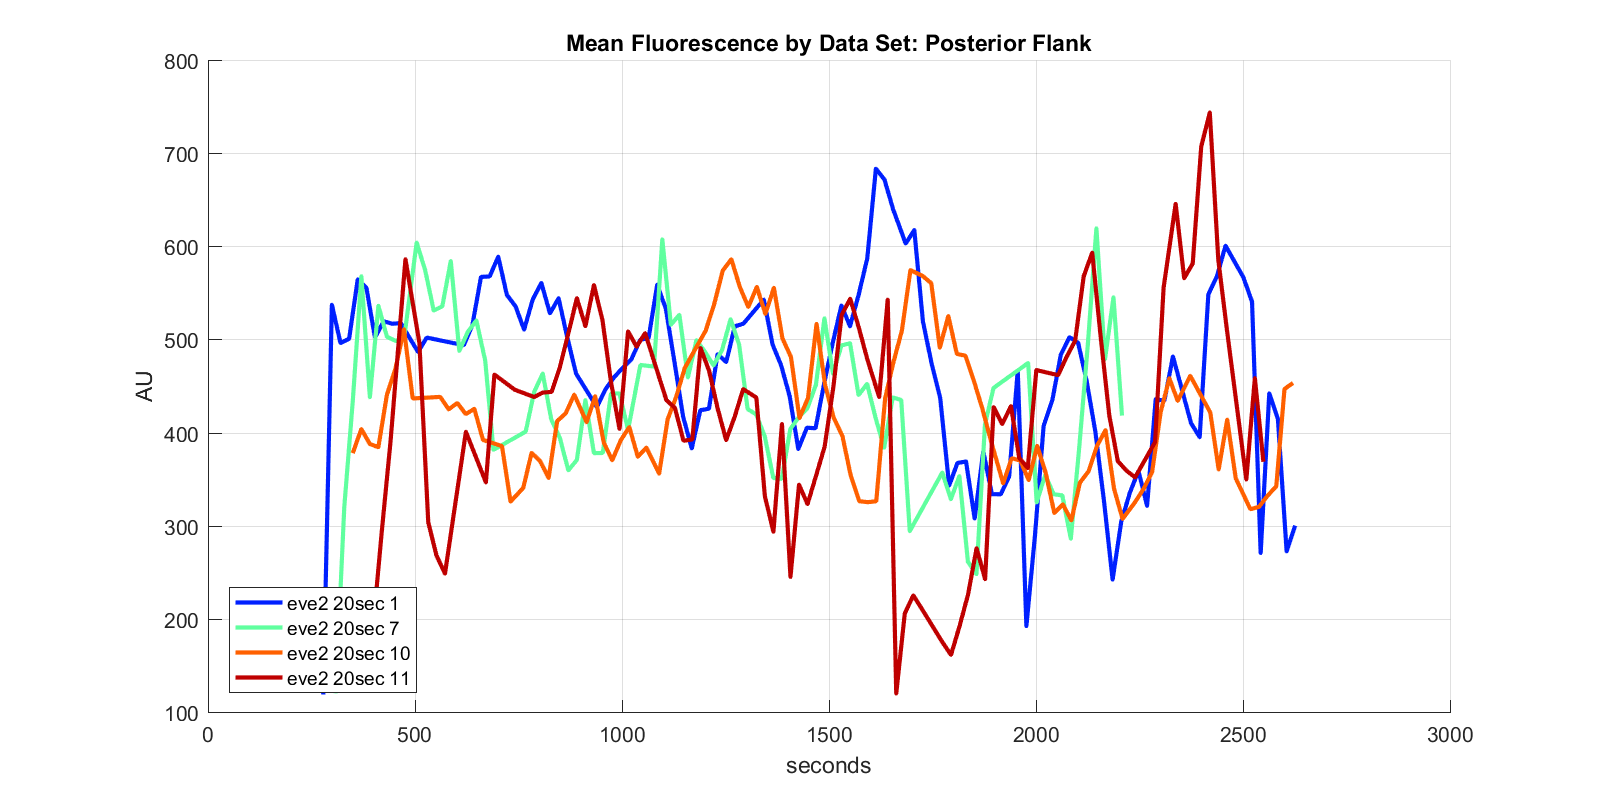 Mean Fluorescence by Data Set: Posterior Flank
800
700
600
500
400
300
200
100
AU
eve2 20sec 1
eve2 20sec 7
eve2 20sec 10
eve2 20sec 11
0 500 1000 1500 2000 2500 3000
seconds